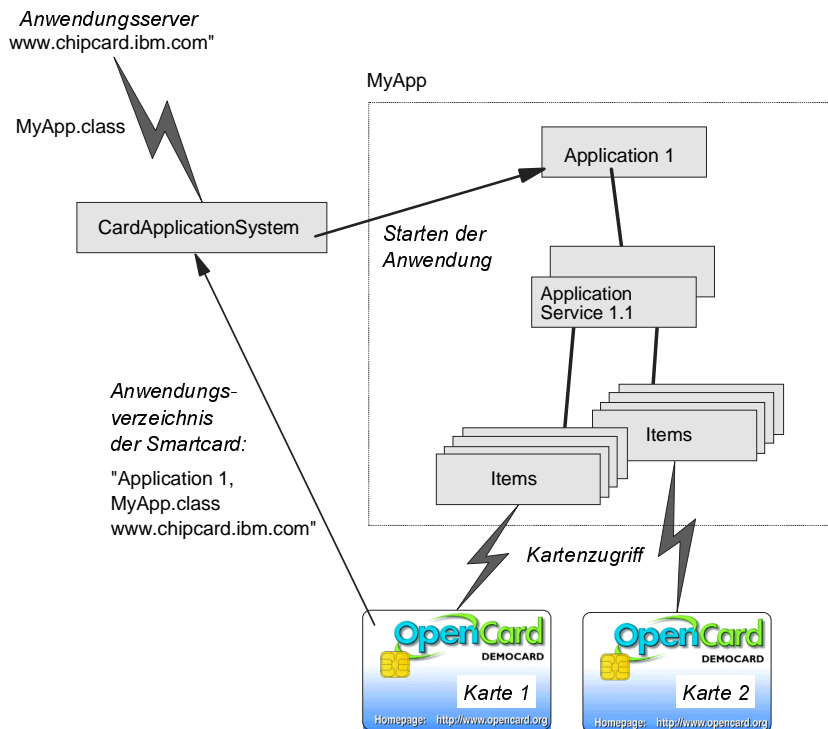 Anwendungsserver
www.chipcard.ibm.com"
MyApp.class
MyApp
Application 1
CardApplicationSystem
Starten der
Anwendung
Application
Service 1.1
Anwendungs-
verzeichnis
der Smartcard:
"Application 1,
MyApp.class
www.chipcard.ibm.com"
Items
Items
Kartenzugriff
OpenCard
DEMOCARD
Karte 1
Homepage: http://www.opencard.org
OpenCard
DEMOCARD
Karte 2
Homepage: http://www.opencard.org